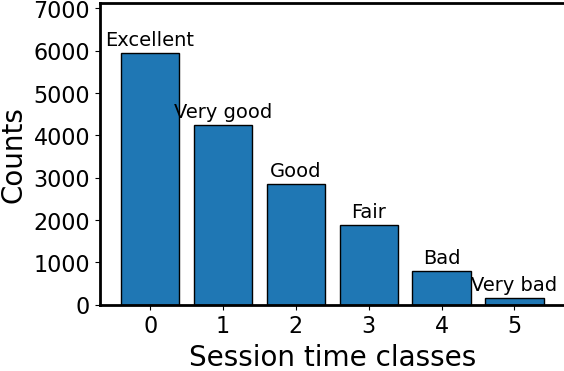 7000
6000
5000
4000
3000
2000
1000
0
Counts
Excellent
Very good
Good
Fair
Bad
Very bad
0 1 2 3 4 5
Session time classes